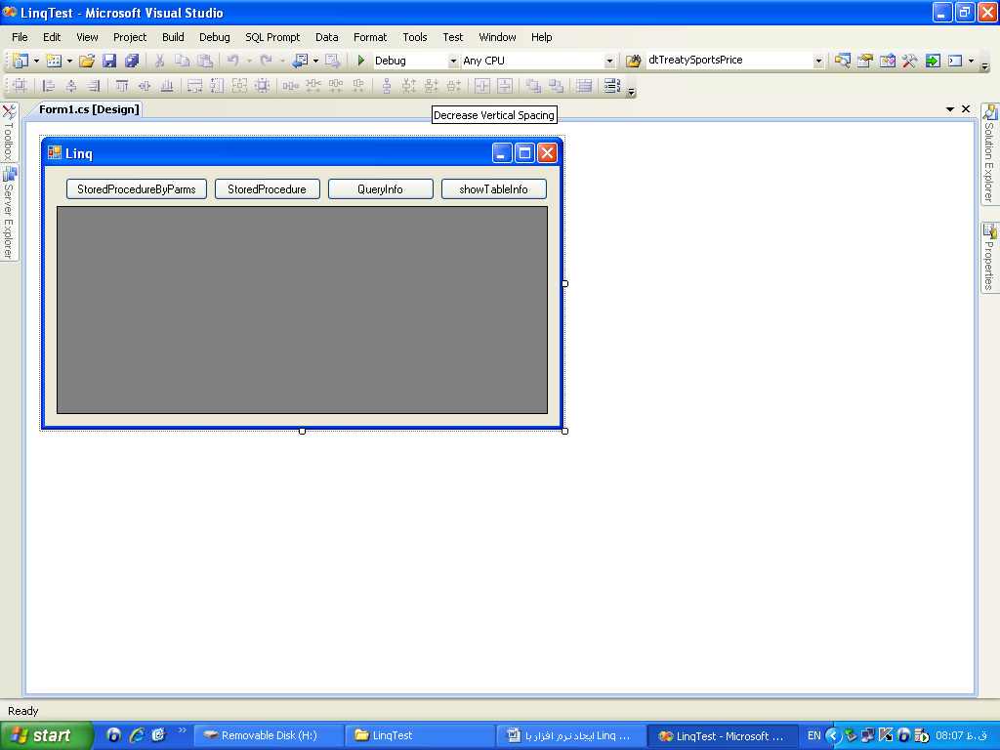 LinqTest - Microsoft Visual Studio
File Edit View Project Build Debug SQL Prompt Data Format Tools Test Window Help
Debug Any CPU dtTreatySportsPrice
Form1.cs [Design]
Decrease Vertical Spacing
Toolbox
Server Explorer
Solution Explorer
Properties
Linq
StoredProcedureByParms StoredProcedure QueryInfo showTableInfo
Ready
start Removable Disk (H:) LinqTest ایجاد نرم افزار با Linq ... LinqTest - Microsoft ... EN 08:07 ق.ظ